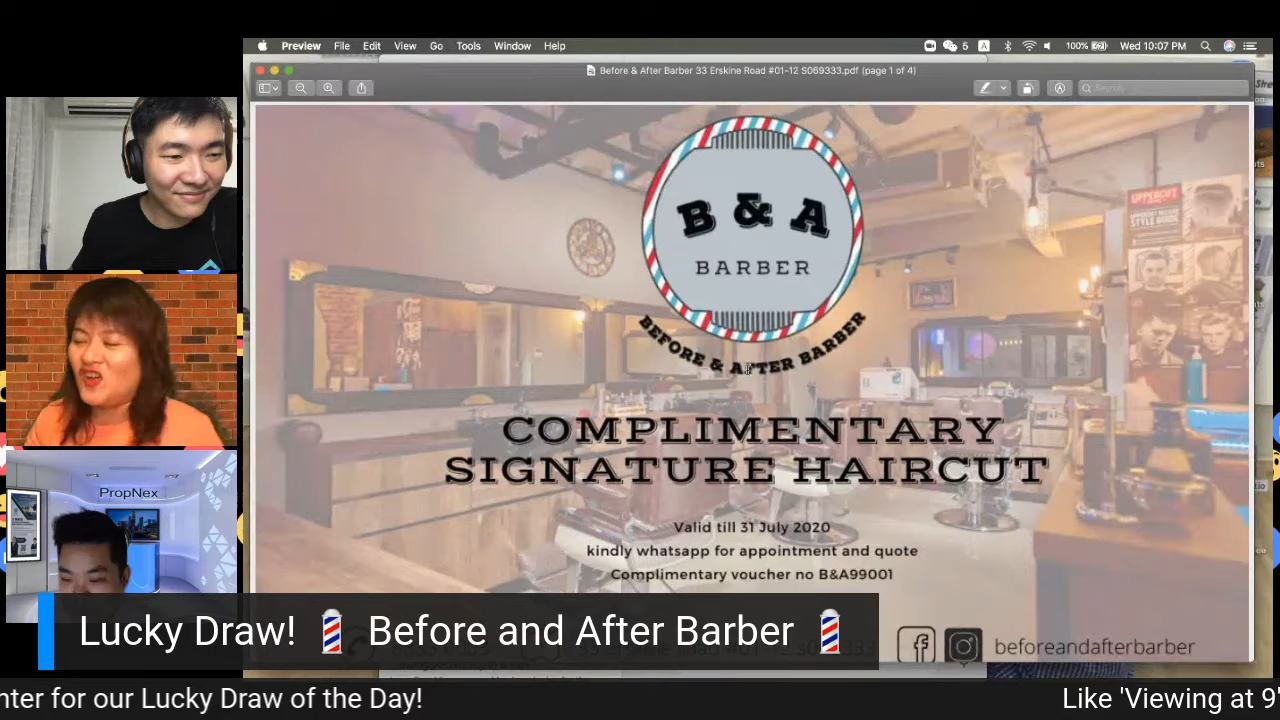 Preview File Edit View Go Tools Window Help
5 A 100% Wed 10:07 PM
Before & After Barber 33 Erskine Road #01-12 S069333.pdf (page 1 of 4)
Search
B & A
BARBER
BEFORE & AFTER BARBER
UPPERCUT
COMPLIMENTARY
SIGNATURE HAIRCUT
Valid till 31 July 2020
kindly whatsapp for appointment and quote
Complimentary voucher no B&A99001
beforeandafterbarber
PropNex
Lucky Draw! 💈 Before and After Barber 💈
nter for our Lucky Draw of the Day!
Like 'Viewing at 9'